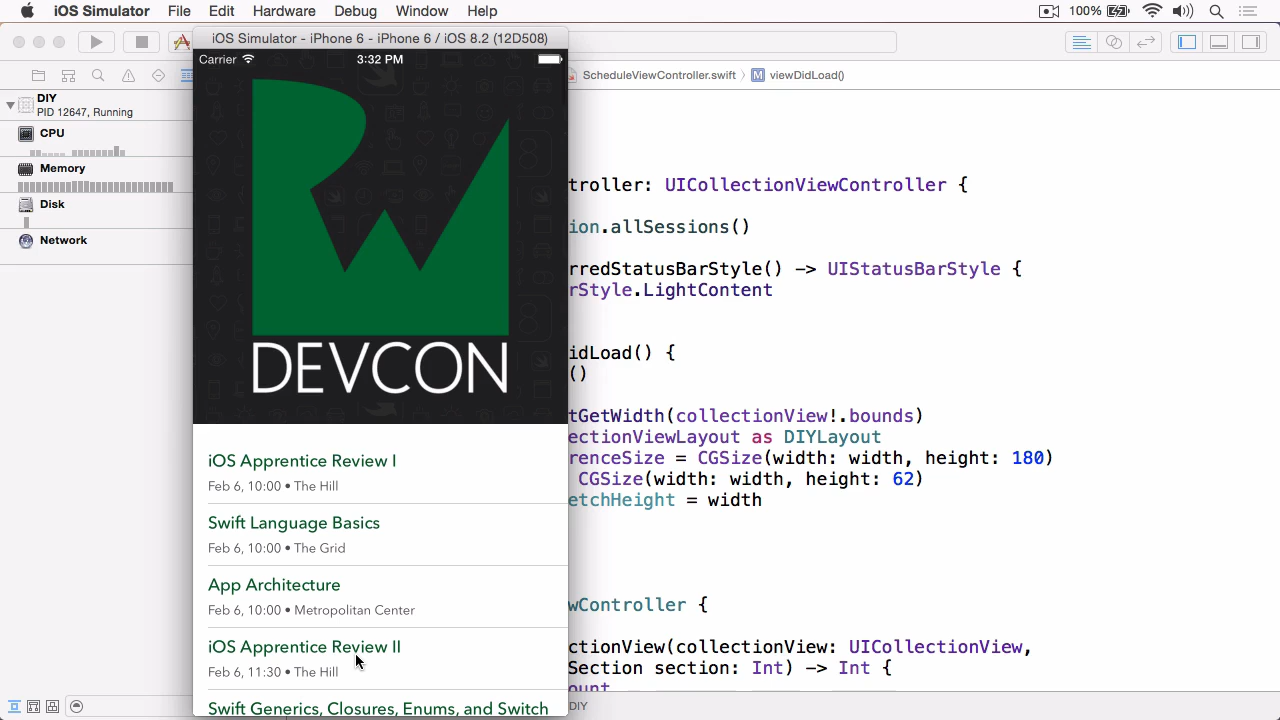 iOS Simulator File Edit Hardware Debug Window Help 100%
iOS Simulator - iPhone 6 - iPhone 6 / iOS 8.2 (12D508)
ScheduleViewController.swift viewDidLoad()
DIY
PID 12647, Running
CPU
Memory
Disk
Network
Carrier 3:32 PM
DEVCON
iOS Apprentice Review I
Feb 6, 10:00 • The Hill
Swift Language Basics
Feb 6, 10:00 • The Grid
App Architecture
Feb 6, 10:00 • Metropolitan Center
iOS Apprentice Review II
Feb 6, 11:30 • The Hill
Swift Generics, Closures, Enums, and Switch
troller: UICollectionViewController {
ion.allSessions()
rredStatusBarStyle() -> UIStatusBarStyle {
rStyle.LightContent
idLoad() {
()
tGetWidth(collectionView!.bounds)
ectionViewLayout as DIYLayout
renceSize = CGSize(width: width, height: 180)
CGSize(width: width, height: 62)
etchHeight = width
wController {
ctionView(collectionView: UICollectionView,
Section section: Int) -> Int {
ount
DIY